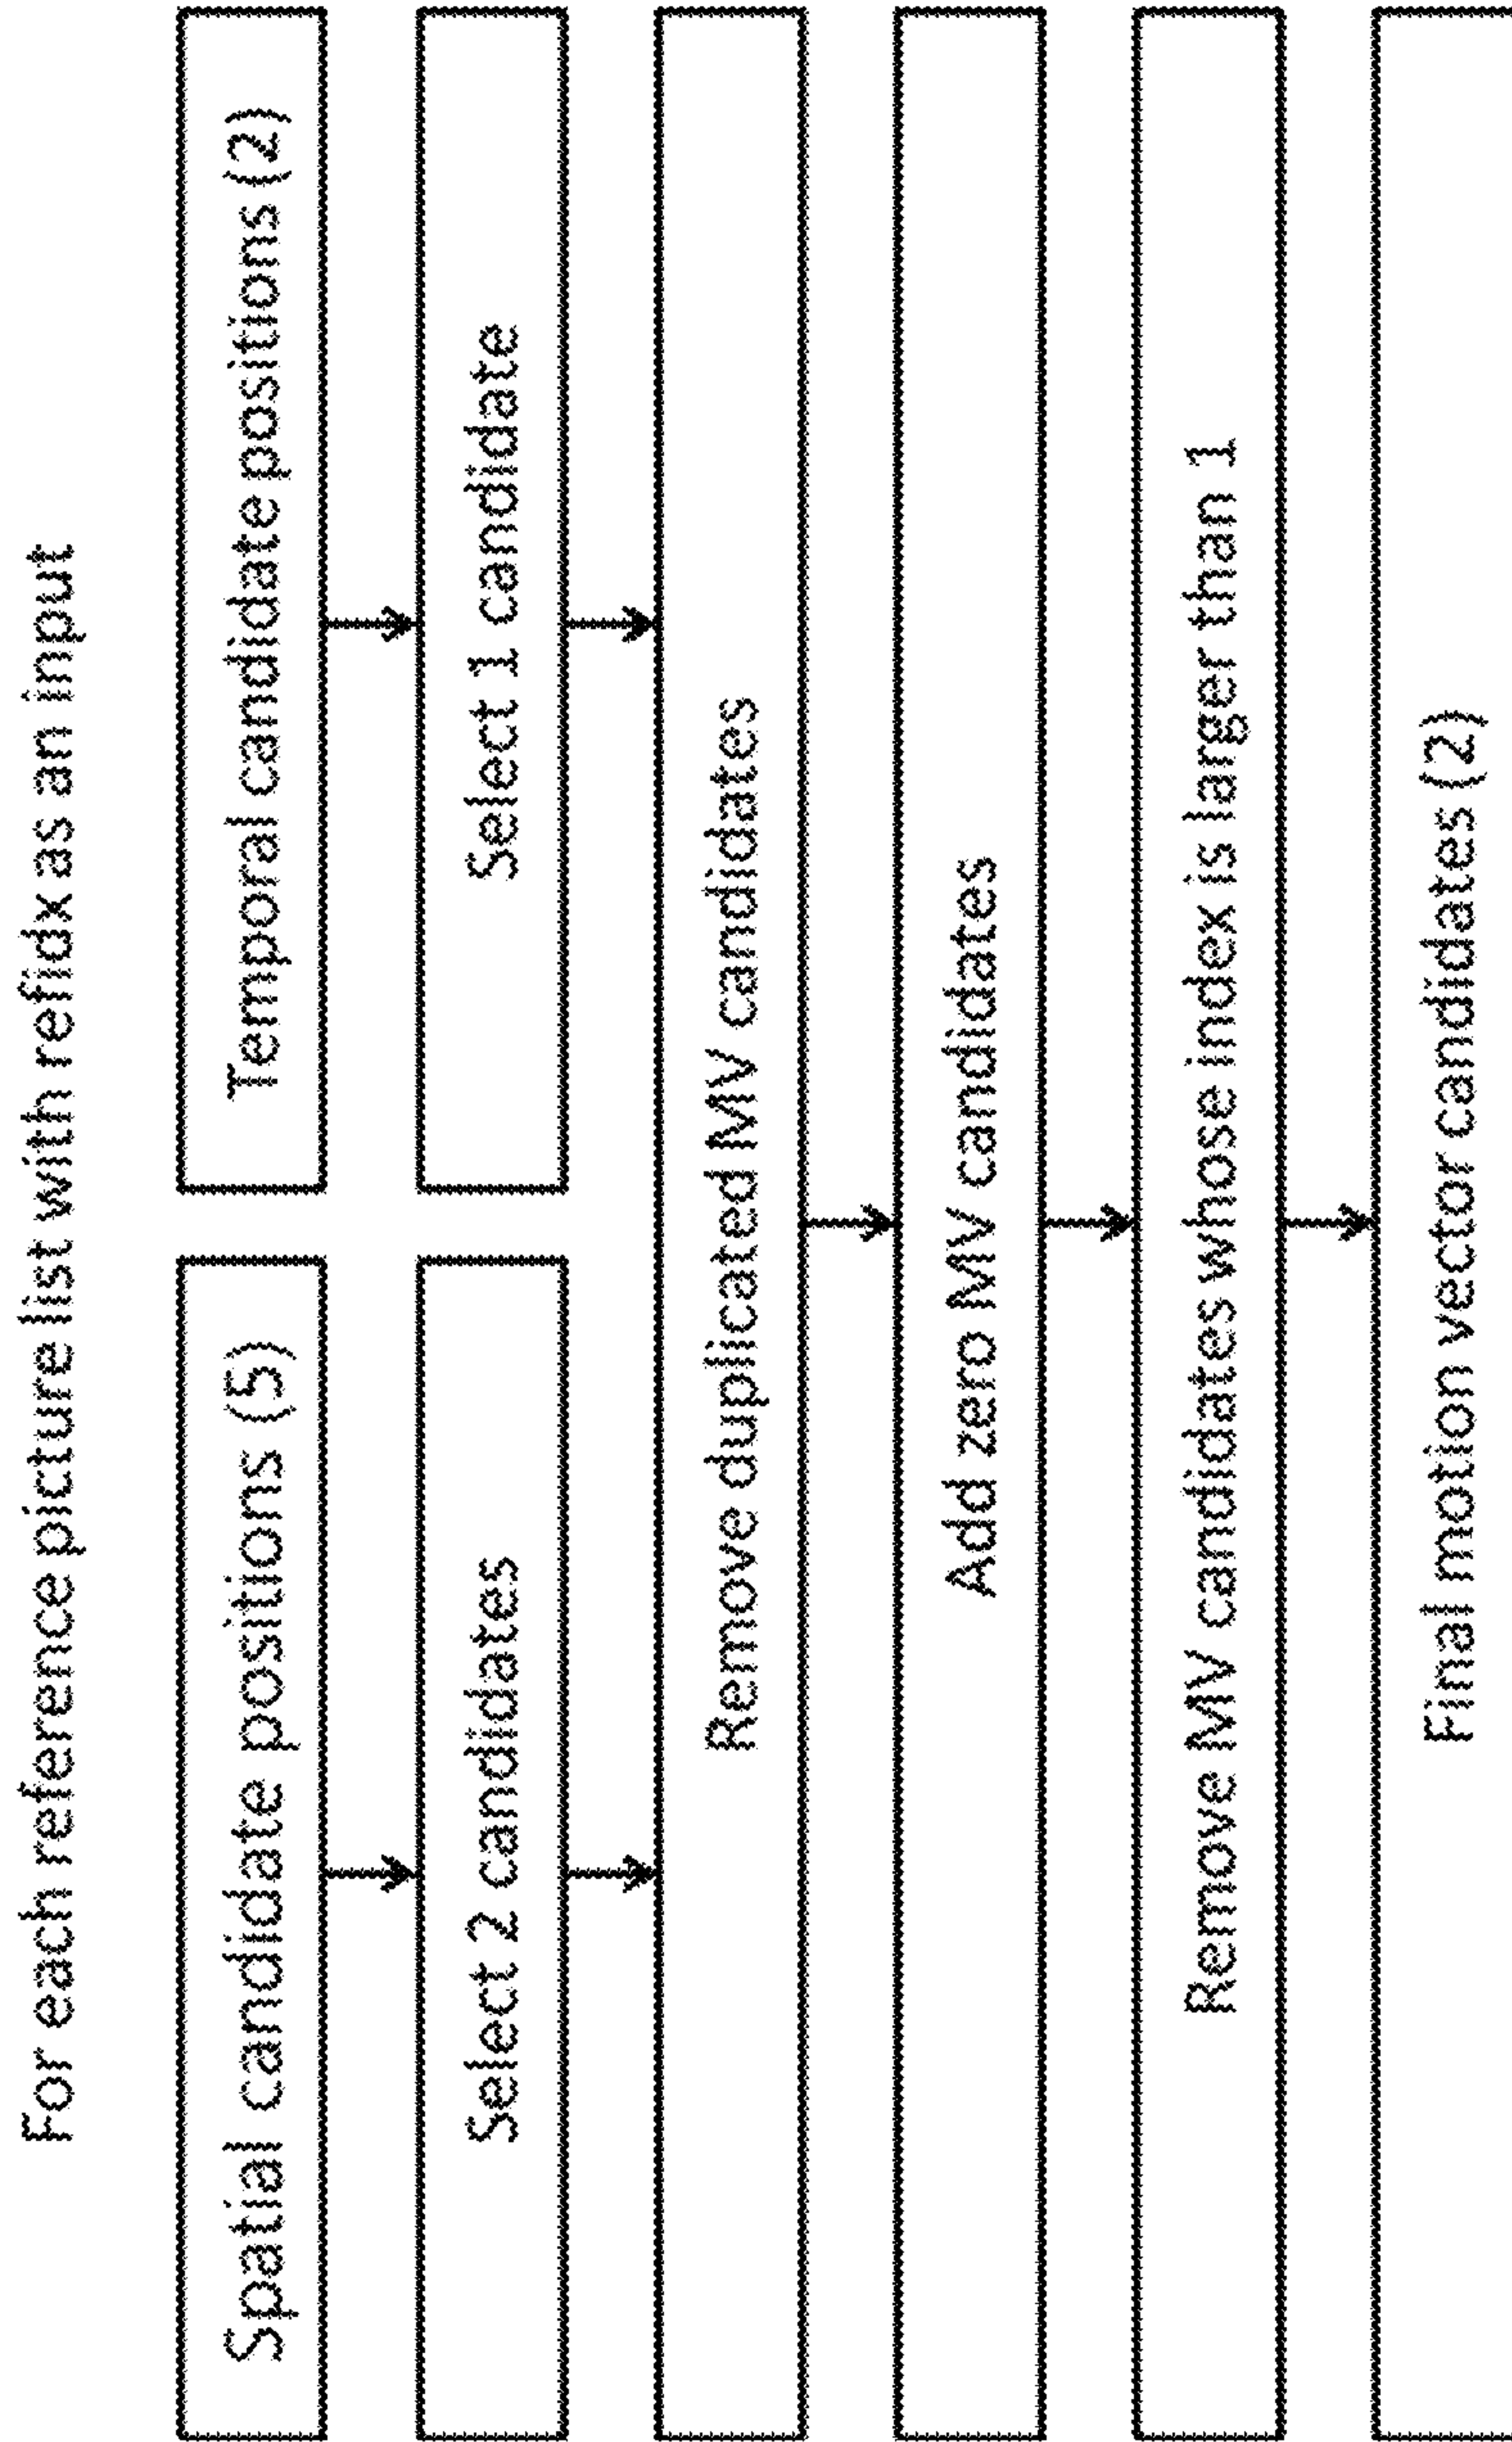 For each reference picture list with refidx as an input
Spatial candidate positions (5)
Temporal candidate positions (2)
Select 2 candidates
Select 1 candidate
Remove duplicated MV candidates
Add zero MV candidates
Remove MV candidates whose index is larger than 1
Final motion vector candidates (2)